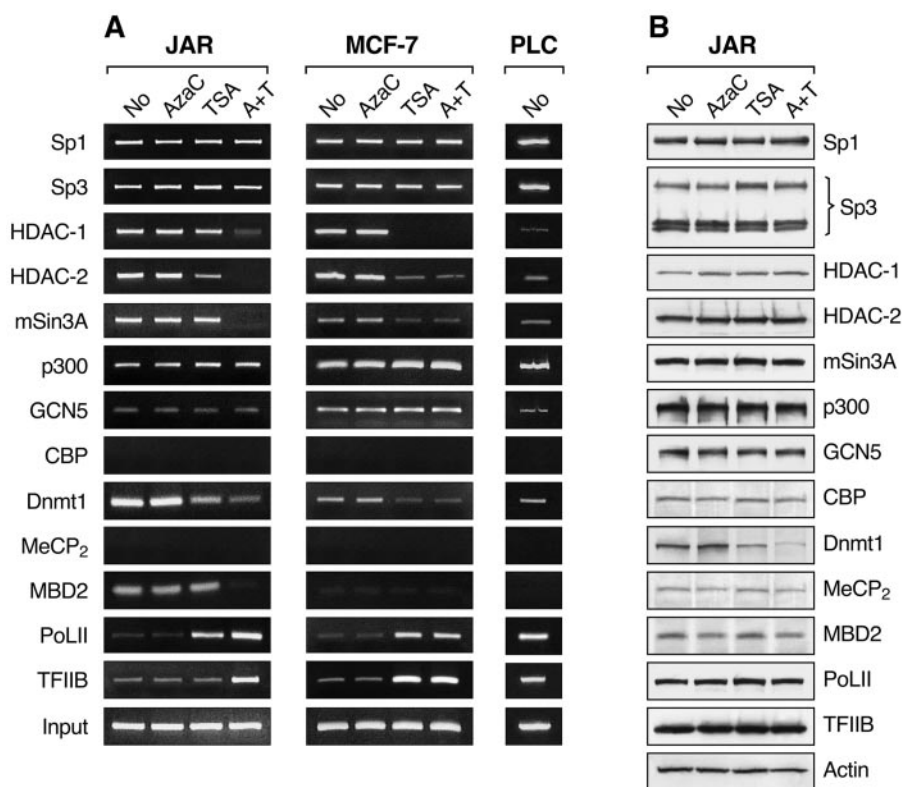 A
B
JAR MCF-7 PLC JAR
No AzaC TSA A+T No AzaC TSA A+T No No AzaC TSA A+T
Sp1 Sp1
Sp3 Sp3
HDAC-1 HDAC-1
HDAC-2 HDAC-2
mSin3A mSin3A
p300 p300
GCN5 GCN5
CBP CBP
Dnmt1 Dnmt1
MeCP₂ MeCP₂
MBD2 MBD2
PoLII PoLII
TFIIB TFIIB
Input Actin